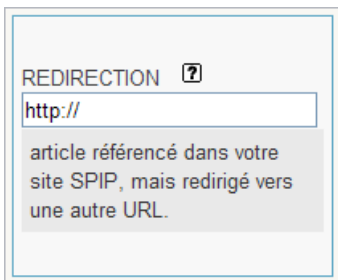 REDIRECTION ?
http://
article référencé dans votre
site SPIP, mais redirigé vers
une autre URL.